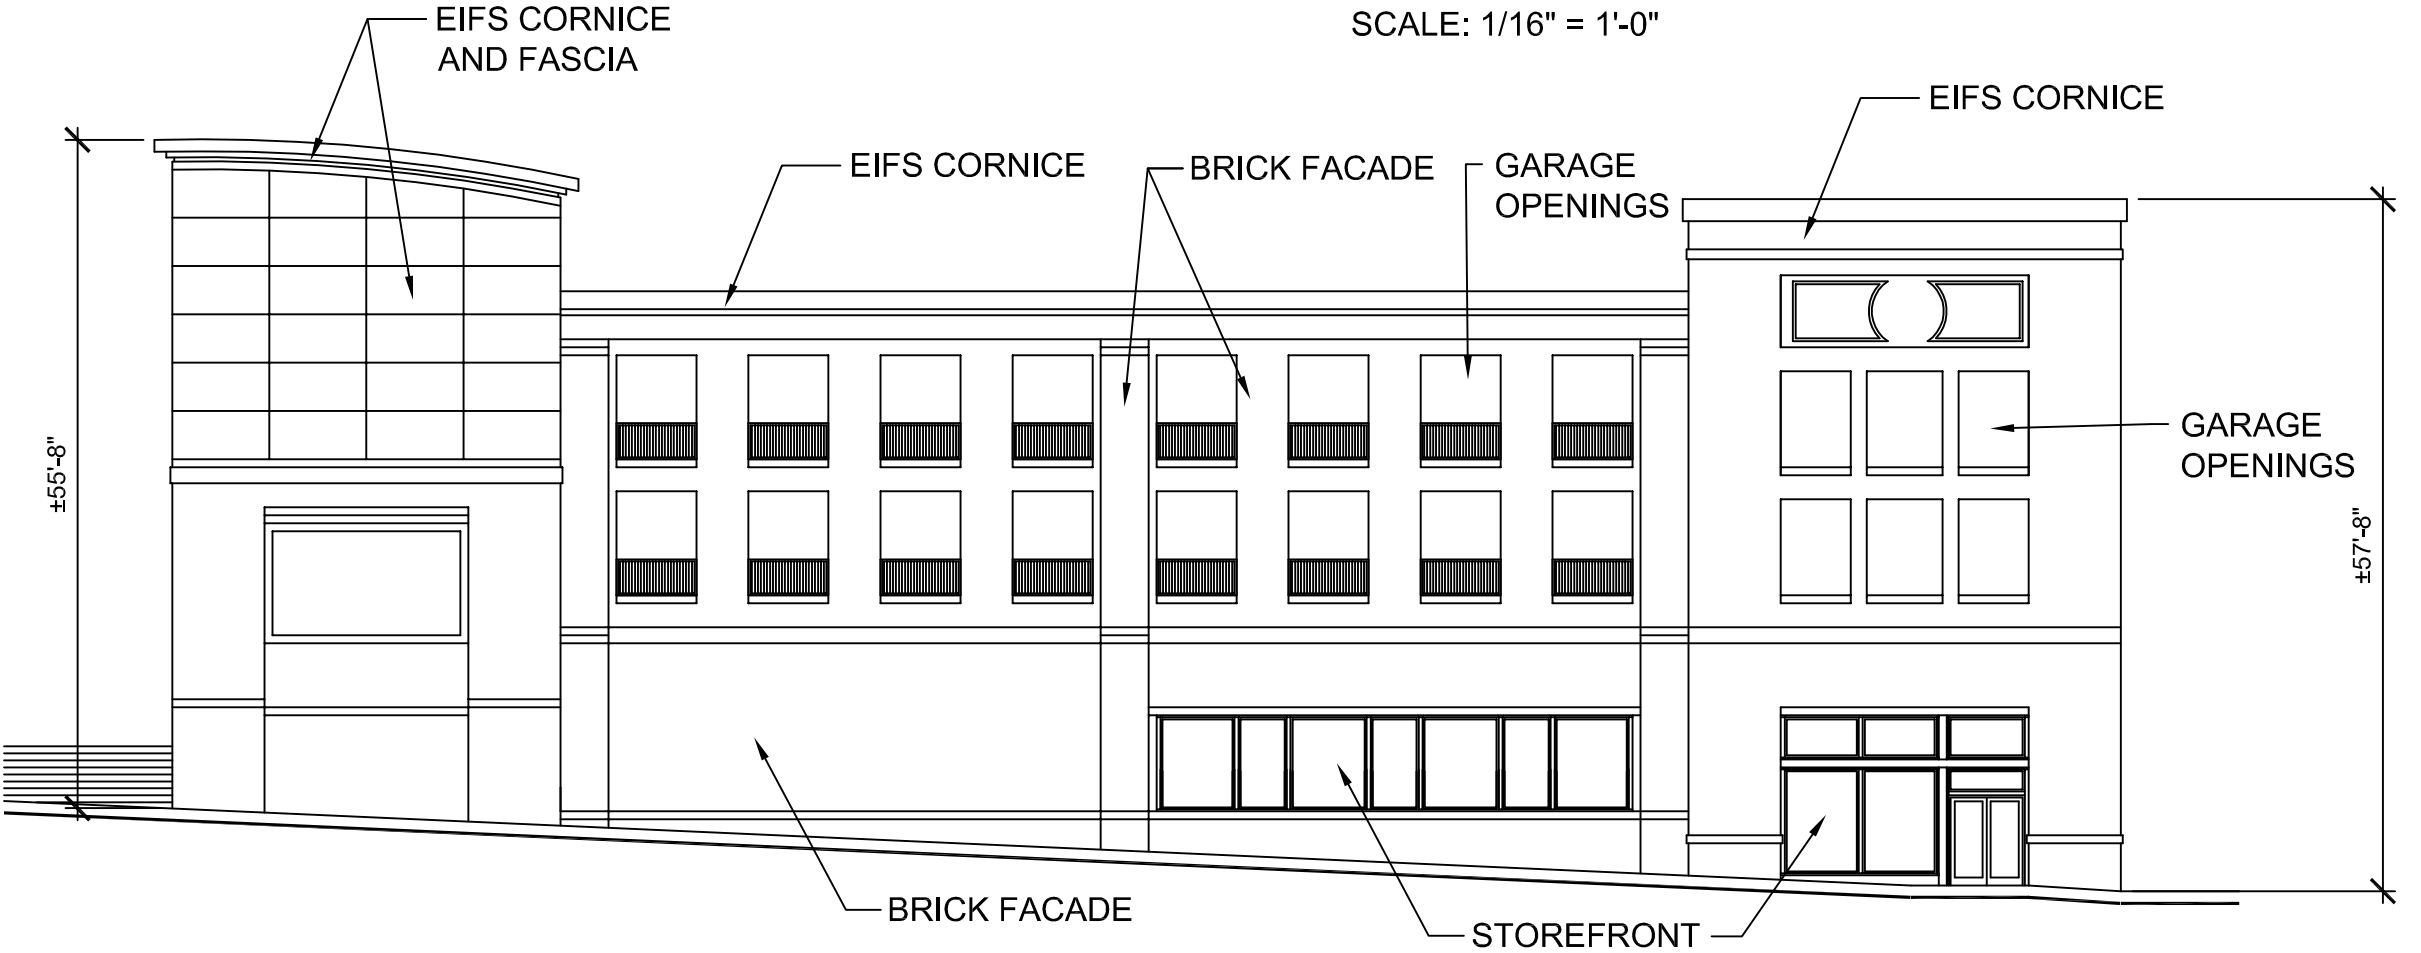 EIFS CORNICE
AND FASCIA
SCALE: 1/16" = 1'-0"
EIFS CORNICE
EIFS CORNICE
BRICK FACADE
GARAGE
OPENINGS
GARAGE
OPENINGS
±55'-8"
±57'-8"
BRICK FACADE
STOREFRONT